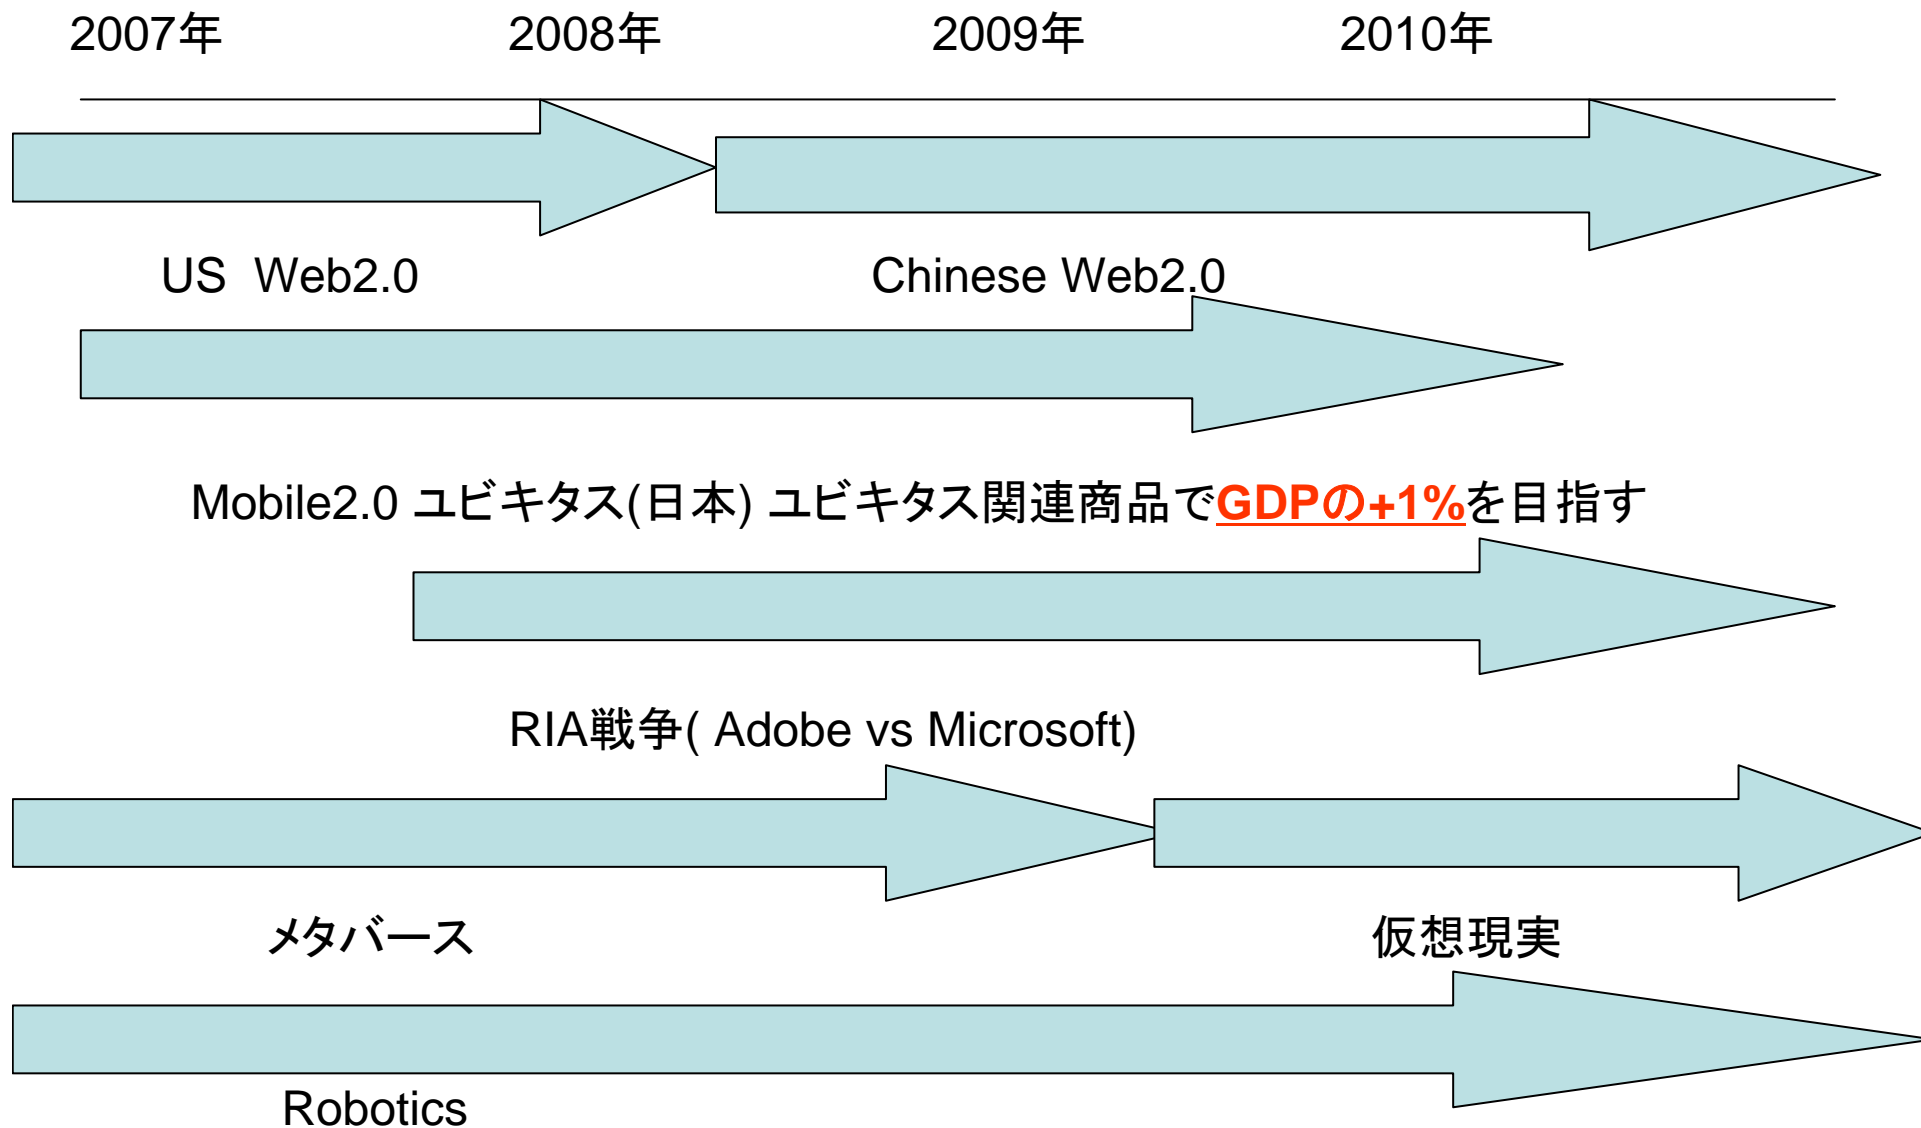 2007年 2008年 2009年 2010年
US Web2.0 Chinese Web2.0
Mobile2.0 ユビキタス(日本) ユビキタス関連商品でGDPの+1%を目指す
RIA戦争( Adobe vs Microsoft)
メタバース 仮想現実
Robotics